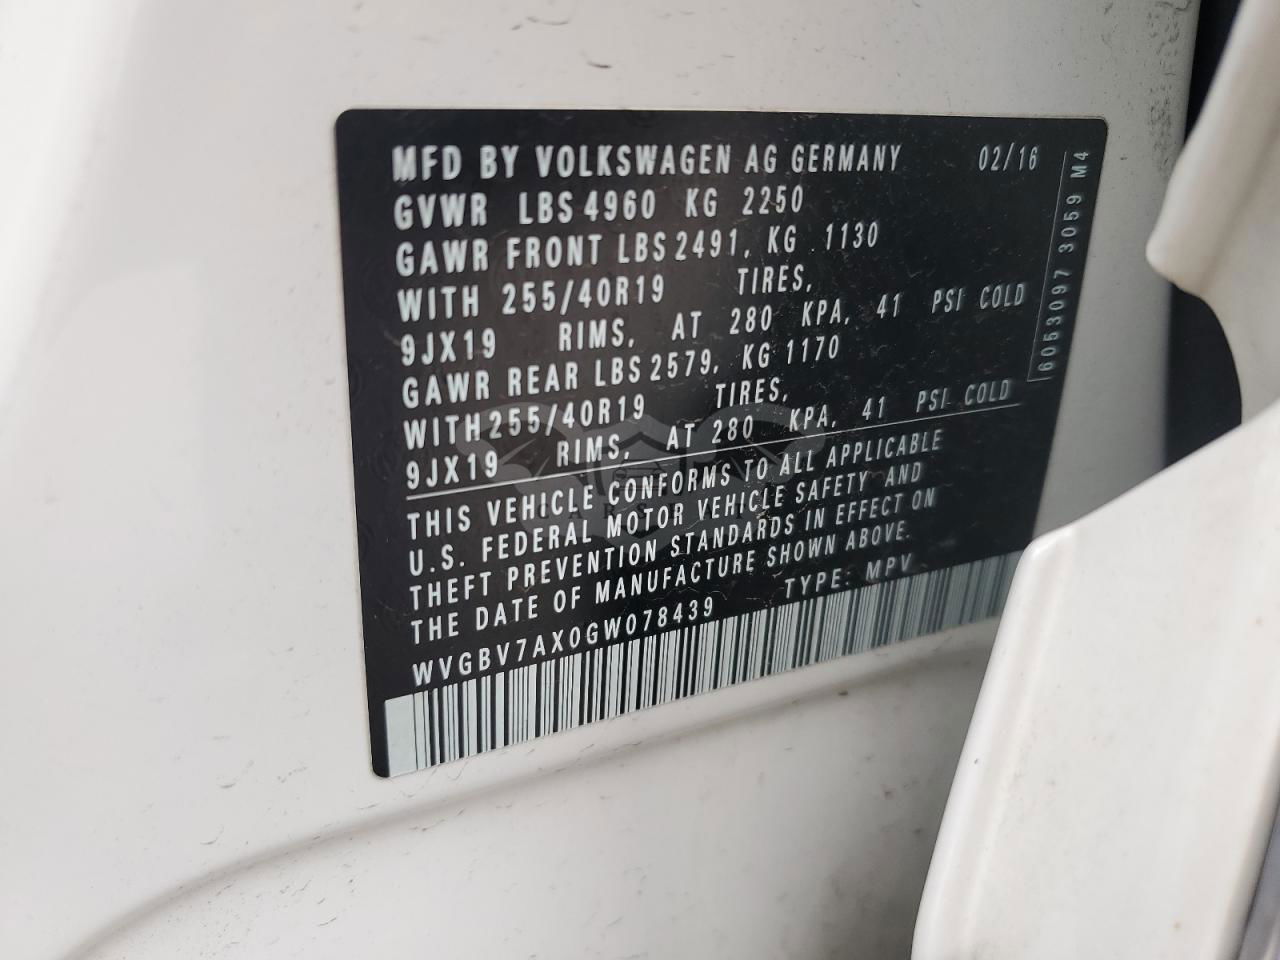 MFD BY VOLKSWAGEN AG GERMANY 02/16
GVWR LBS 4960 KG 2250
GAWR FRONT LBS 2491, KG 1130
WITH 255/40R19 TIRES,
9JX19 RIMS, AT 280 KPA, 41 PSI COLD
GAWR REAR LBS 2579, KG 1170
WITH 255/40R19 TIRES,
9JX19 RIMS, AT 280 KPA, 41 PSI COLD
THIS VEHICLE CONFORMS TO ALL APPLICABLE
U.S. FEDERAL MOTOR VEHICLE SAFETY AND
THEFT PREVENTION STANDARDS IN EFFECT ON
THE DATE OF MANUFACTURE SHOWN ABOVE.
WVGBV7AX0GW078439 TYPE: MPV
6053097 3059 M4